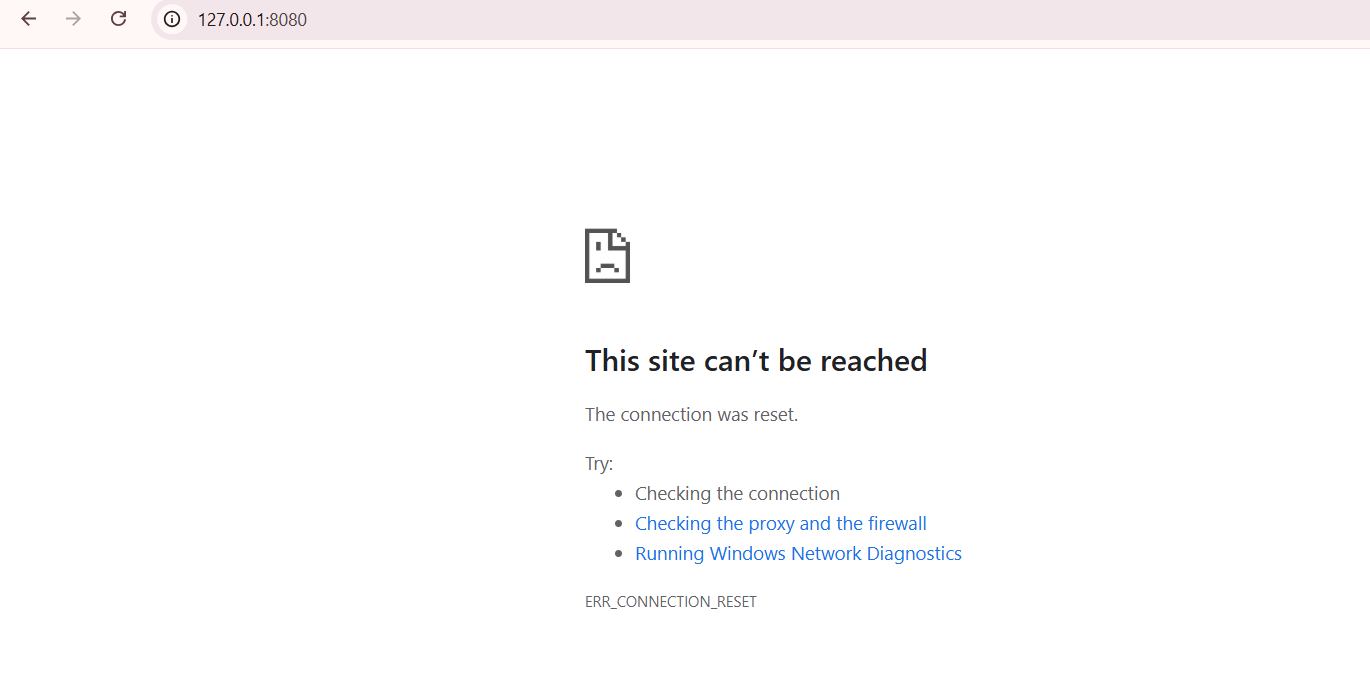 127.0.0.1:8080
This site can’t be reached
The connection was reset.
Try:
Checking the connection
Checking the proxy and the firewall
Running Windows Network Diagnostics
ERR_CONNECTION_RESET